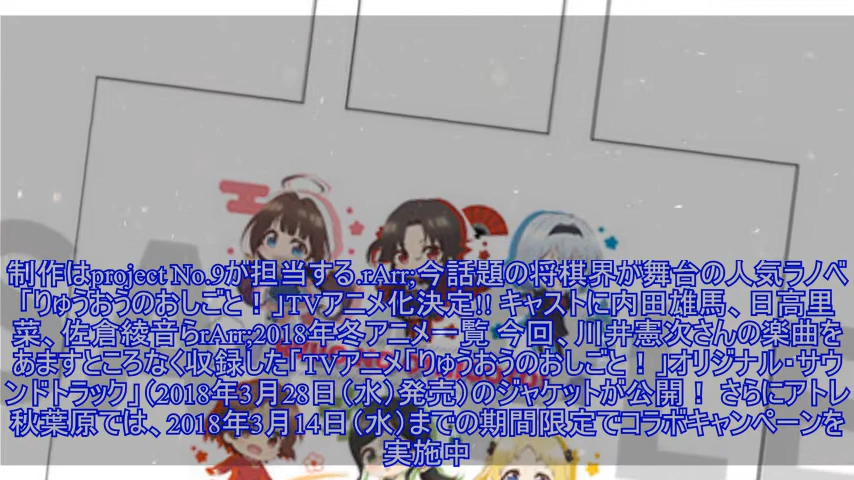 制作はproject No.9が担当する.rArr;今話題の将棋界が舞台の人気ラノベ
「りゅうおうのおしごと！」TVアニメ化決定!! キャストに内田雄馬、日高里
菜、佐倉綾音らrArr;2018年冬アニメ一覧 今回、川井憲次さんの楽曲を
あますところなく収録した「TVアニメ「りゅうおうのおしごと！」オリジナル・サウ
ンドトラック」（2018年3月28日（水）発売）のジャケットが公開！ さらにアトレ
秋葉原では、2018年3月14日（水）までの期間限定でコラボキャンペーンを
実施中